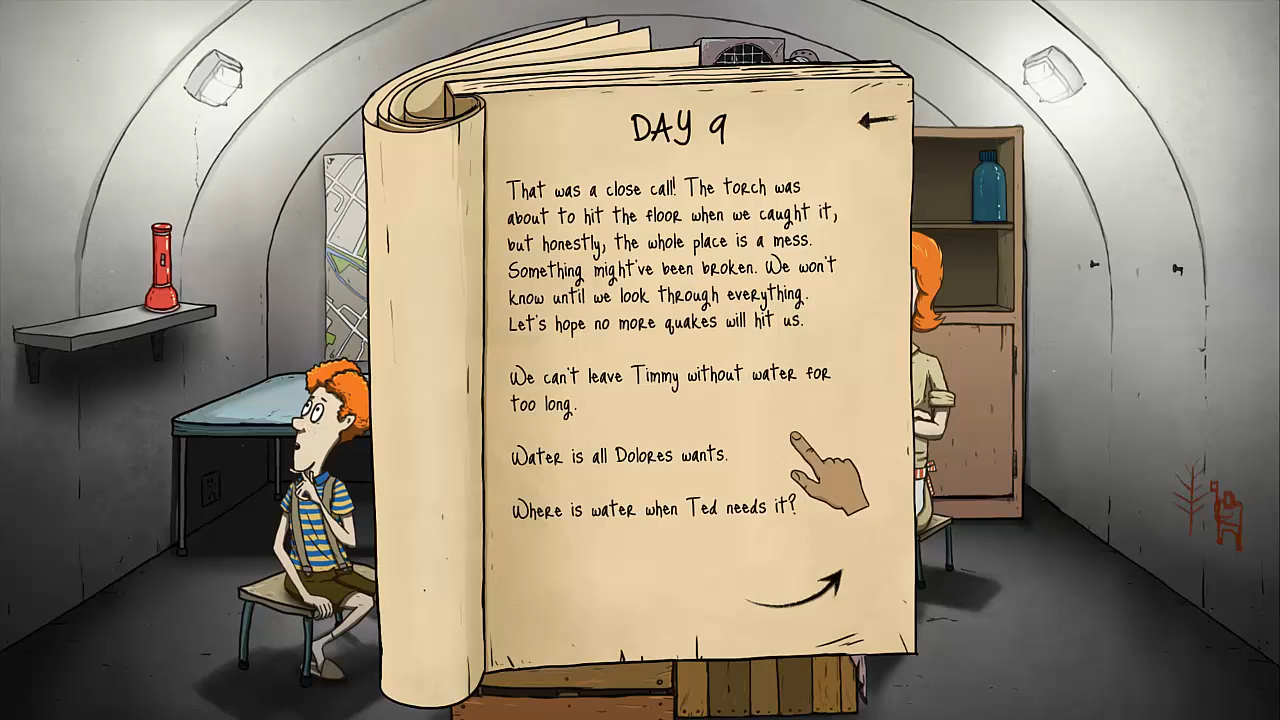 DAY 9
That was a close call! The torch was
about to hit the floor when we caught it,
but honestly, the whole place is a mess.
Something might've been broken. We won't
know until we look through everything.
Let's hope no more quakes will hit us.
We can't leave Timmy without water for
too long.
Water is all Dolores wants.
Where is water when Ted needs it?